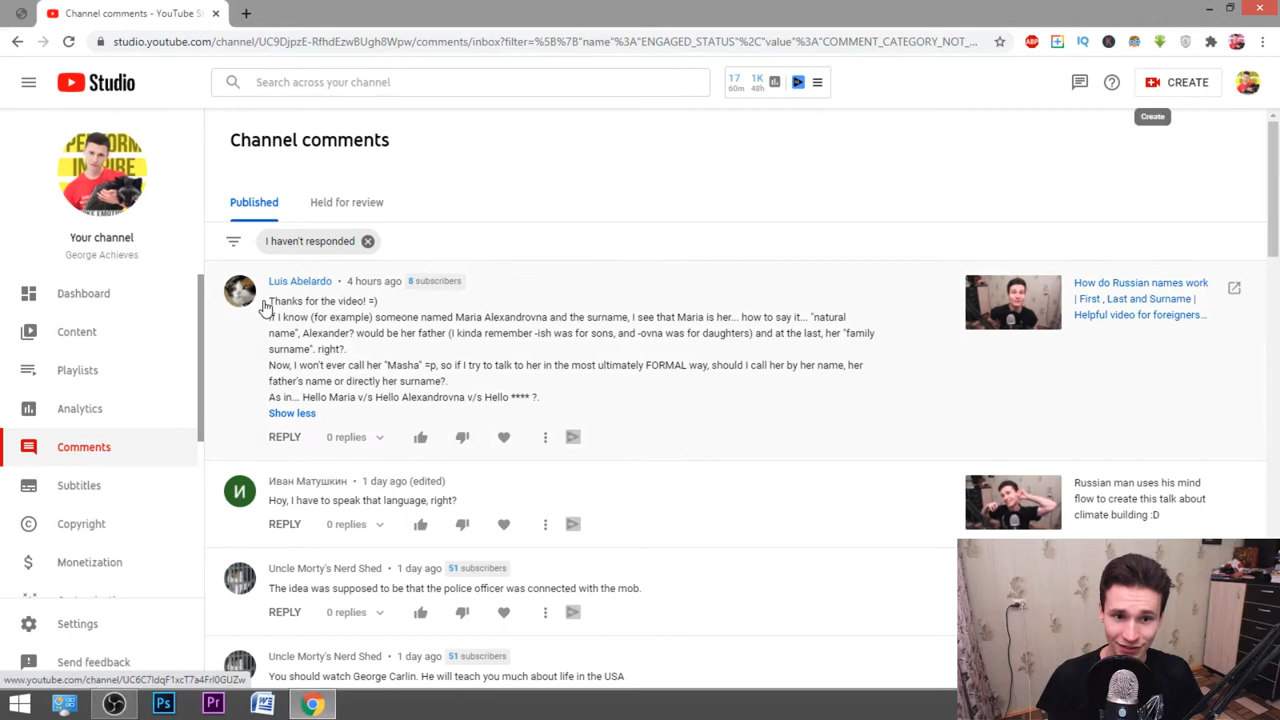 Channel comments - YouTube S
studio.youtube.com/channel/UC9DjpzE-RfhdEzwBUgh8Wpw/comments/inbox?filter=%5B%7B"name"%3A"ENGAGED_STATUS"%2C"value"%3A"COMMENT_CATEGORY_NOT_...
ABP
IQ
K
Studio
Search across your channel
17 1K
60m 48h
CREATE
Create
PERFORM
INSPIRE
Your channel
George Achieves
Dashboard
Content
Playlists
Analytics
Comments
Subtitles
Copyright
Monetization
Settings
Send feedback
Channel comments
Published Held for review
I haven't responded
Luis Abelardo • 4 hours ago 8 subscribers
Thanks for the video! =)
If I know (for example) someone named Maria Alexandrovna and the surname, I see that Maria is her... how to say it... "natural
name", Alexander? would be her father (I kinda remember -ish was for sons, and -ovna was for daughters) and at the last, her "family
surname". right?.
Now, I won't ever call her "Masha" =p, so if I try to talk to her in the most ultimately FORMAL way, should I call her by her name, her
father's name or directly her surname?.
As in... Hello Maria v/s Hello Alexandrovna v/s Hello **** ?.
Show less
REPLY 0 replies
How do Russian names work
| First , Last and Surname |
Helpful video for foreigners...
И
Иван Матушкин • 1 day ago (edited)
Hoy, I have to speak that language, right?
REPLY 0 replies
Russian man uses his mind
flow to create this talk about
climate building :D
Uncle Morty's Nerd Shed • 1 day ago 51 subscribers
The idea was supposed to be that the police officer was connected with the mob.
REPLY 0 replies
Uncle Morty's Nerd Shed • 1 day ago 51 subscribers
You should watch George Carlin. He will teach you much about life in the USA
Ps
Pr
W